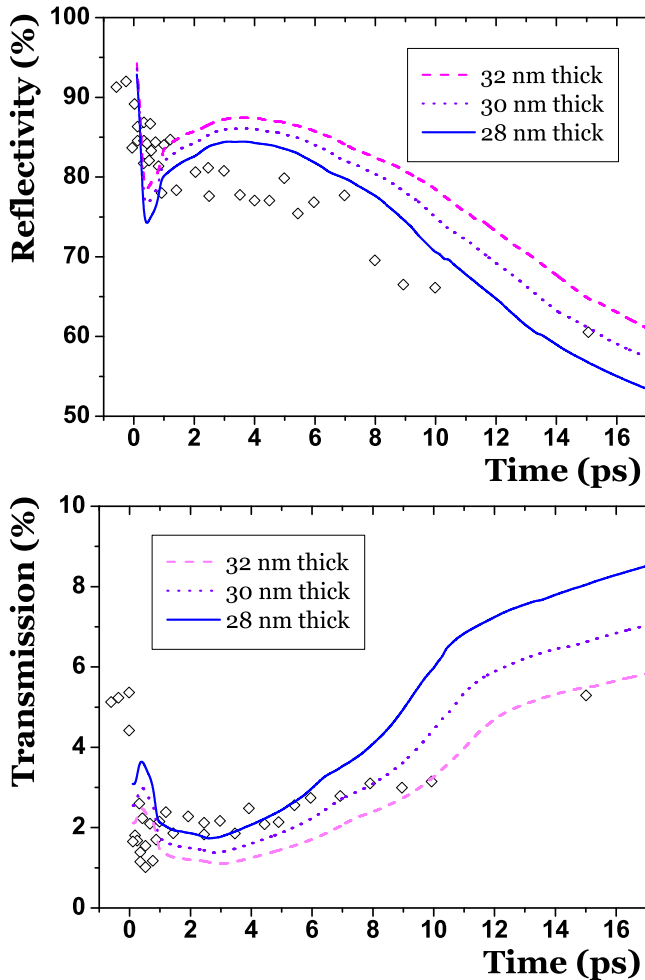 Reflectivity (%)
100
90
80
70
60
50
32 nm thick
30 nm thick
28 nm thick
0 2 4 6 8 10 12 14 16
Time (ps)
Transmission (%)
10
8
6
4
2
0
32 nm thick
30 nm thick
28 nm thick
0 2 4 6 8 10 12 14 16
Time (ps)